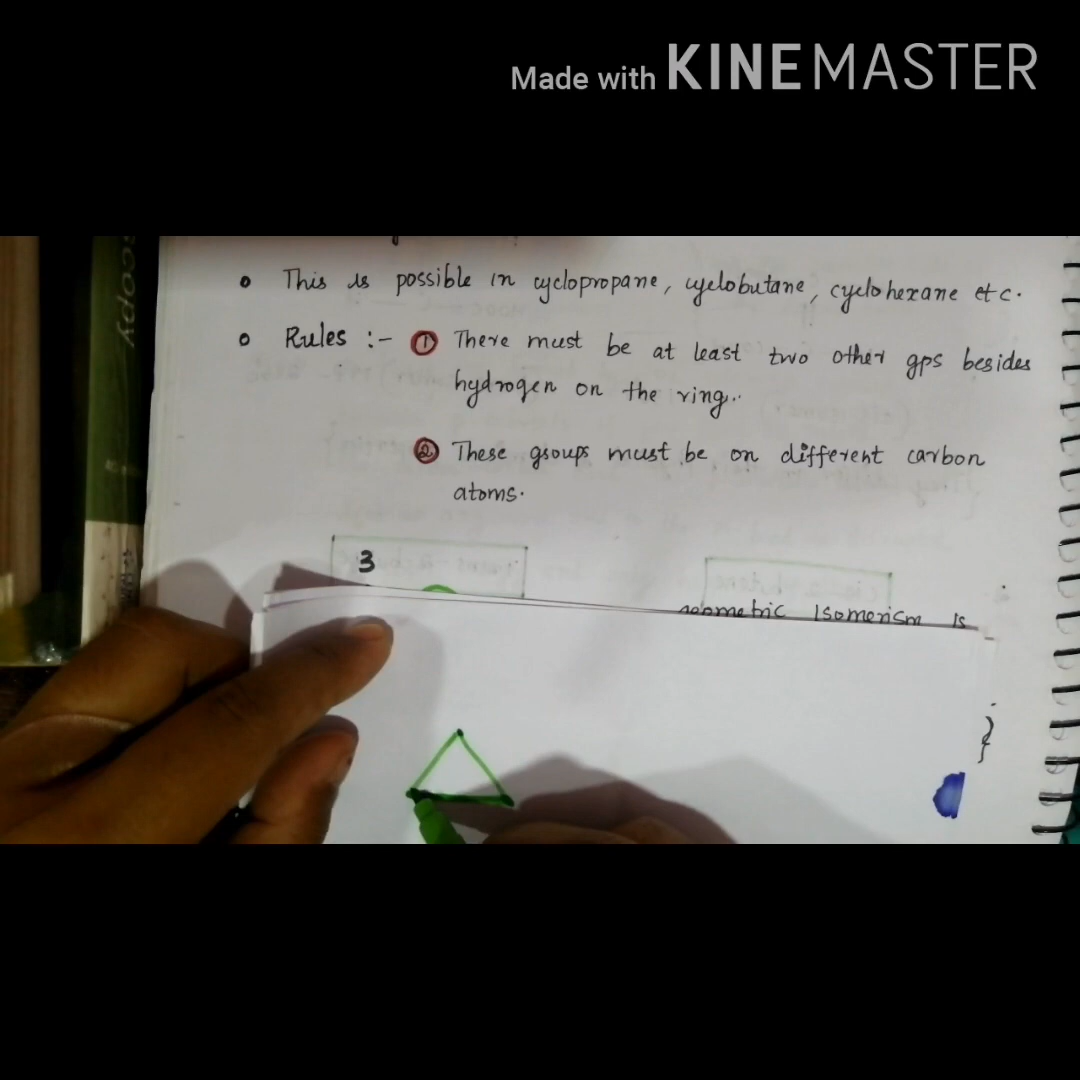 Made with KINEMASTER
• This is possible in cyclopropane, cyclobutane, cyclohexane etc.
• Rules :- ① There must be at least two other gps besides
hydrogen on the ring..
② These groups must be on different carbon
atoms.
3
geometric Isomerism is